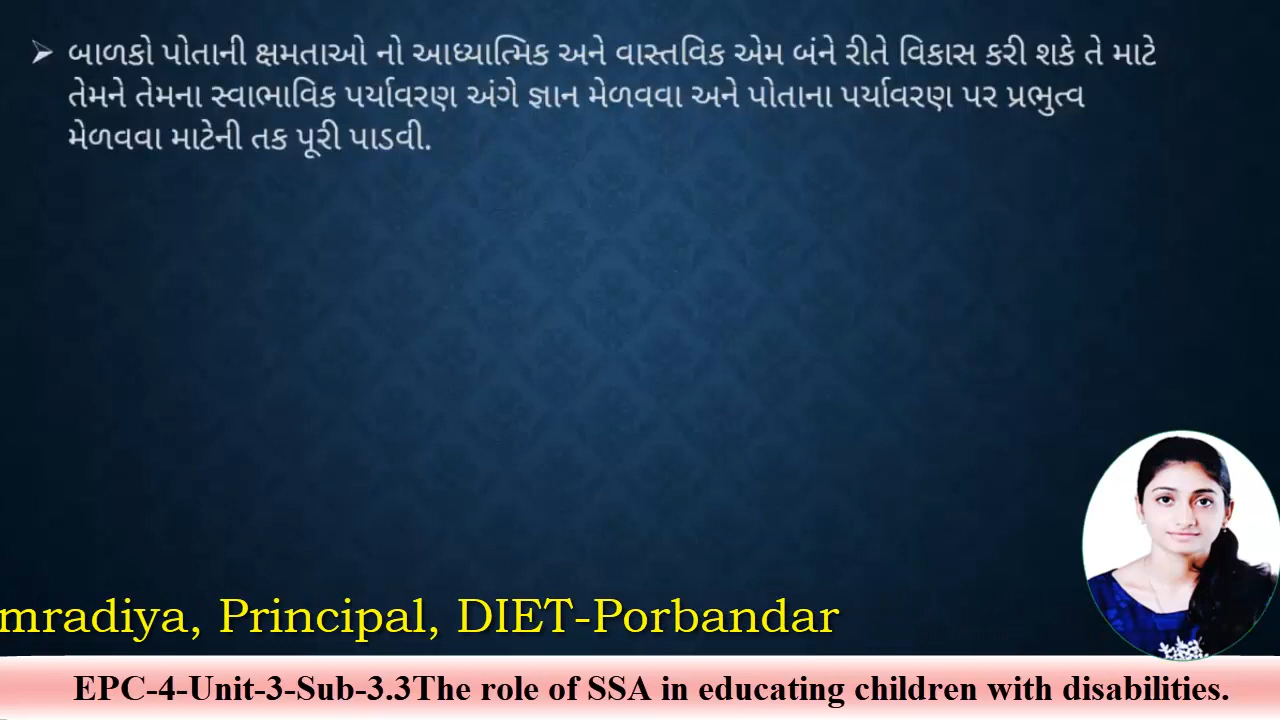 બાળકો પોતાની ક્ષમતાઓ નો આધ્યાત્મિક અને વાસ્તવિક એમ બંને રીતે વિકાસ કરી શકે તે માટે
તેમને તેમના સ્વાભાવિક પર્યાવરણ અંગે જ્ઞાન મેળવવા અને પોતાના પર્યાવરણ પર પ્રભુત્વ
મેળવવા માટેની તક પૂરી પાડવી.
mradiya, Principal, DIET-Porbandar
EPC-4-Unit-3-Sub-3.3The role of SSA in educating children with disabilities.